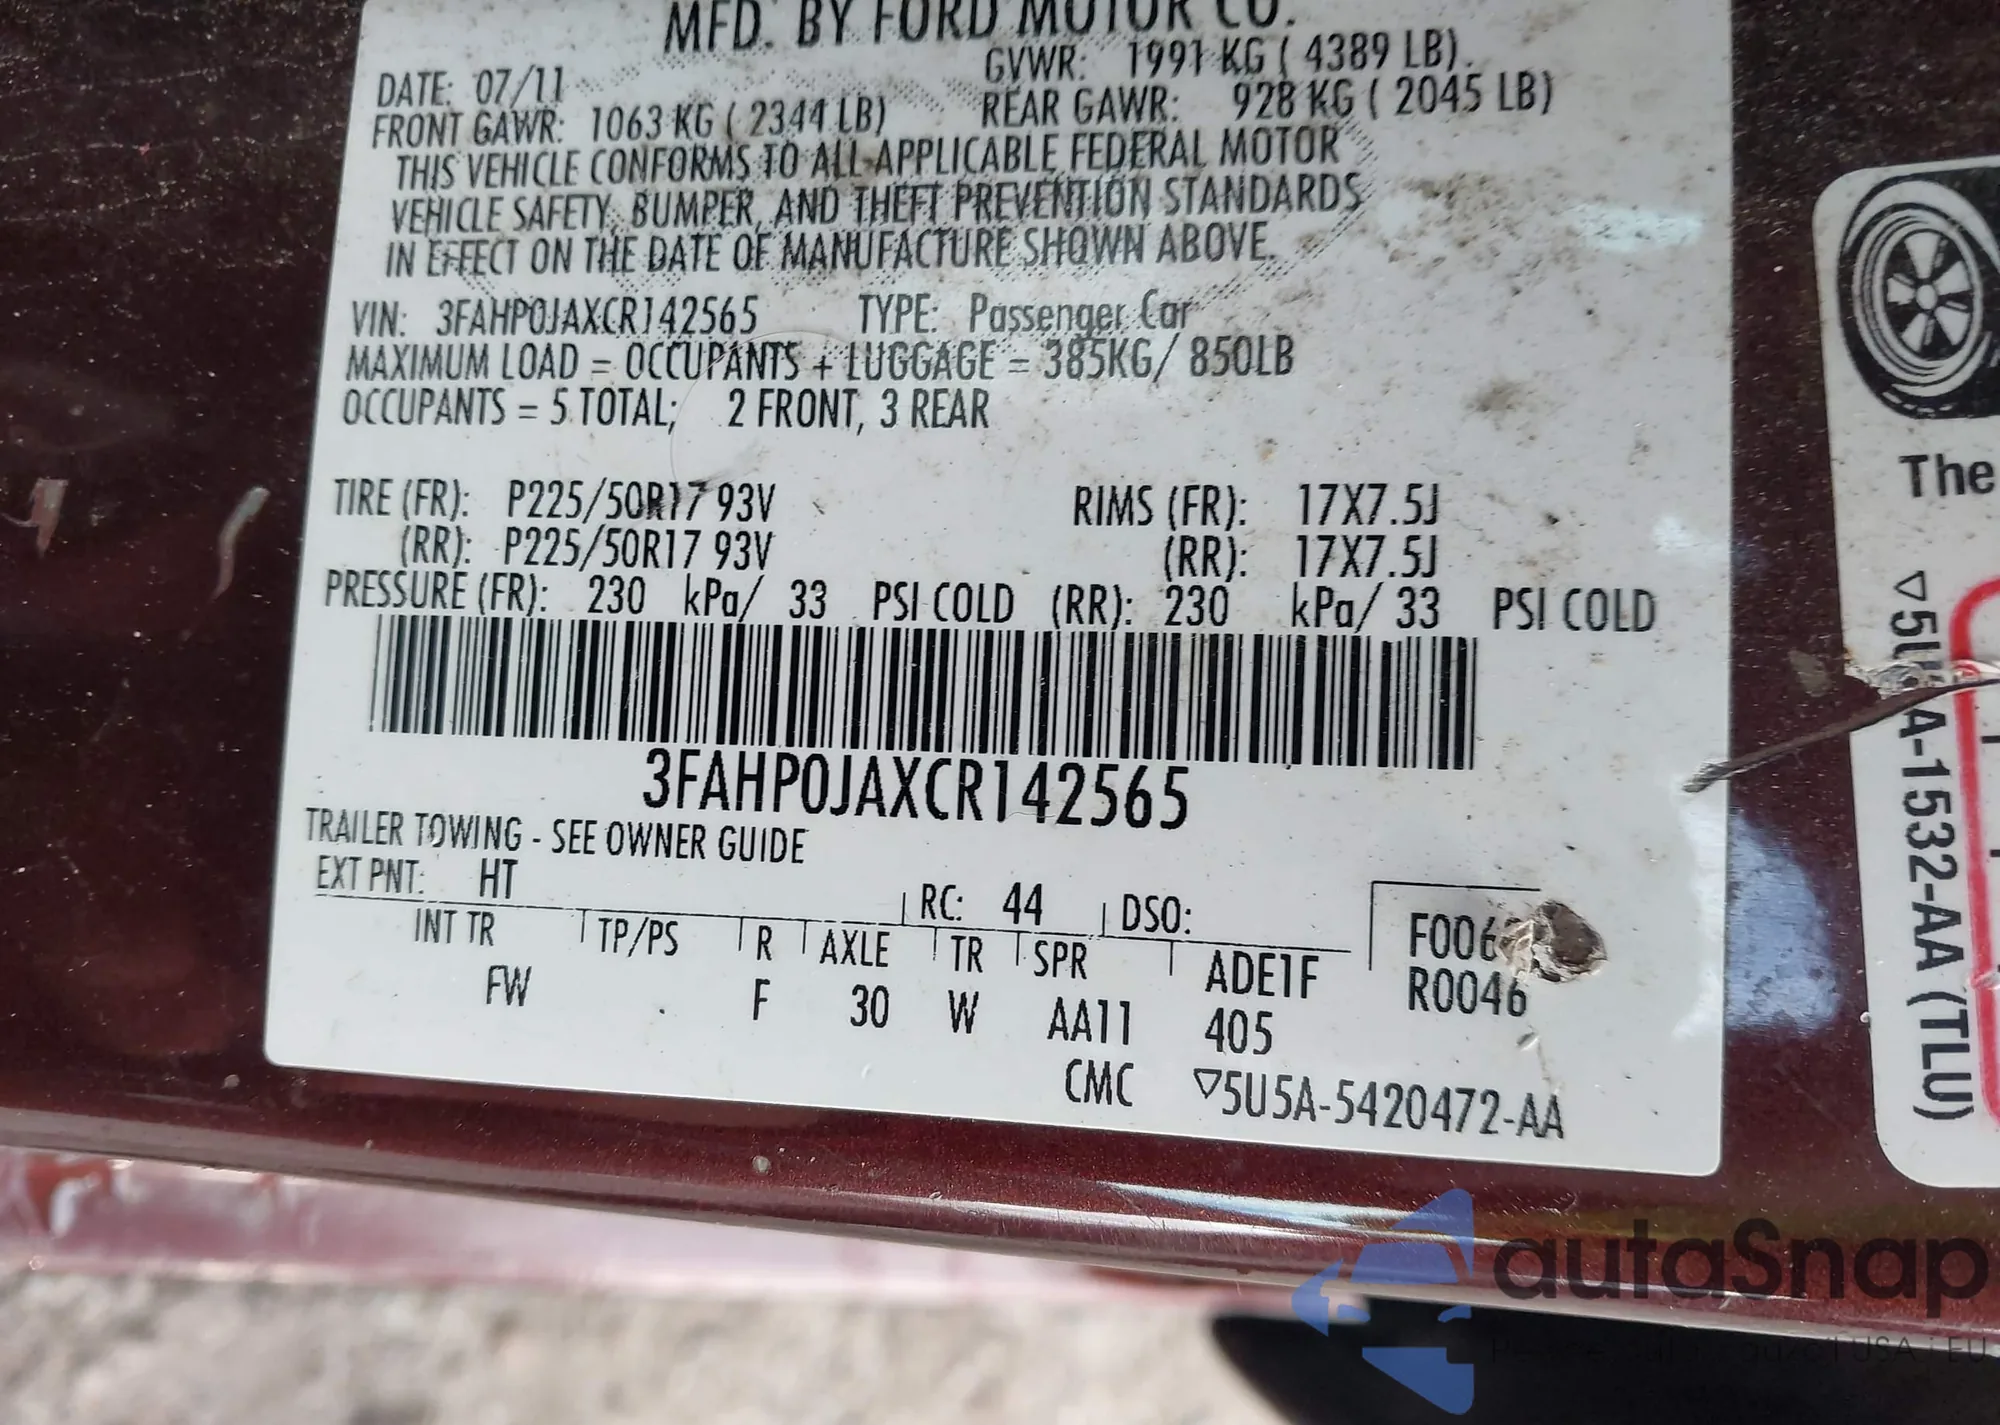 MFD. BY FORD MOTOR CO.
DATE: 07/11 GVWR: 1991 KG ( 4389 LB).
FRONT GAWR: 1063 KG ( 2344 LB) REAR GAWR: 928 KG ( 2045 LB)
THIS VEHICLE CONFORMS TO ALL APPLICABLE FEDERAL MOTOR
VEHICLE SAFETY, BUMPER, AND THEFT PREVENTION STANDARDS
IN EFFECT ON THE DATE OF MANUFACTURE SHOWN ABOVE.
VIN: 3FAHP0JAXCR142565 TYPE: Passenger Car
MAXIMUM LOAD = OCCUPANTS + LUGGAGE = 385KG/ 850LB
OCCUPANTS = 5 TOTAL; 2 FRONT, 3 REAR
TIRE (FR): P225/50R17 93V RIMS (FR): 17X7.5J
(RR): P225/50R17 93V (RR): 17X7.5J
PRESSURE (FR): 230 kPa/ 33 PSI COLD (RR): 230 kPa/ 33 PSI COLD
3FAHP0JAXCR142565
TRAILER TOWING - SEE OWNER GUIDE
EXT PNT: HT RC: 44 DSO:
INT TR TP/PS R AXLE TR SPR ADE1F
FW F 30 W AA11 405
R0046
CMC ▽5U5A-5420472-AA
The
(TLU)
autoSnap